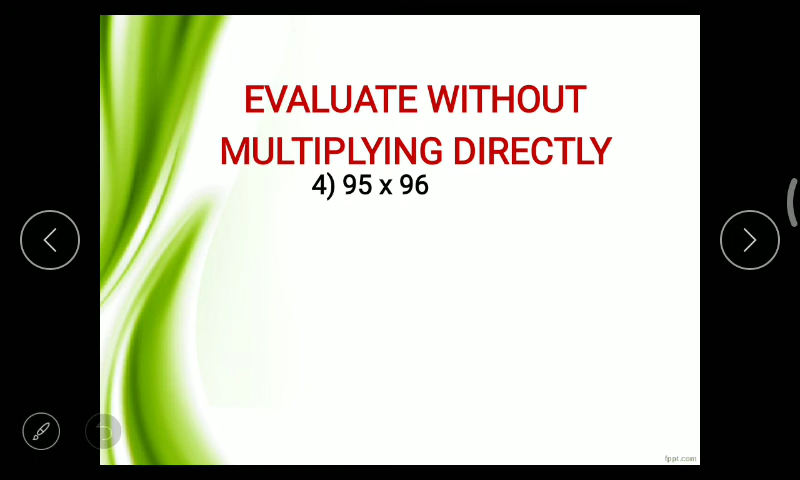 EVALUATE WITHOUT
MULTIPLYING DIRECTLY
4) 95 x 96
fppt.com